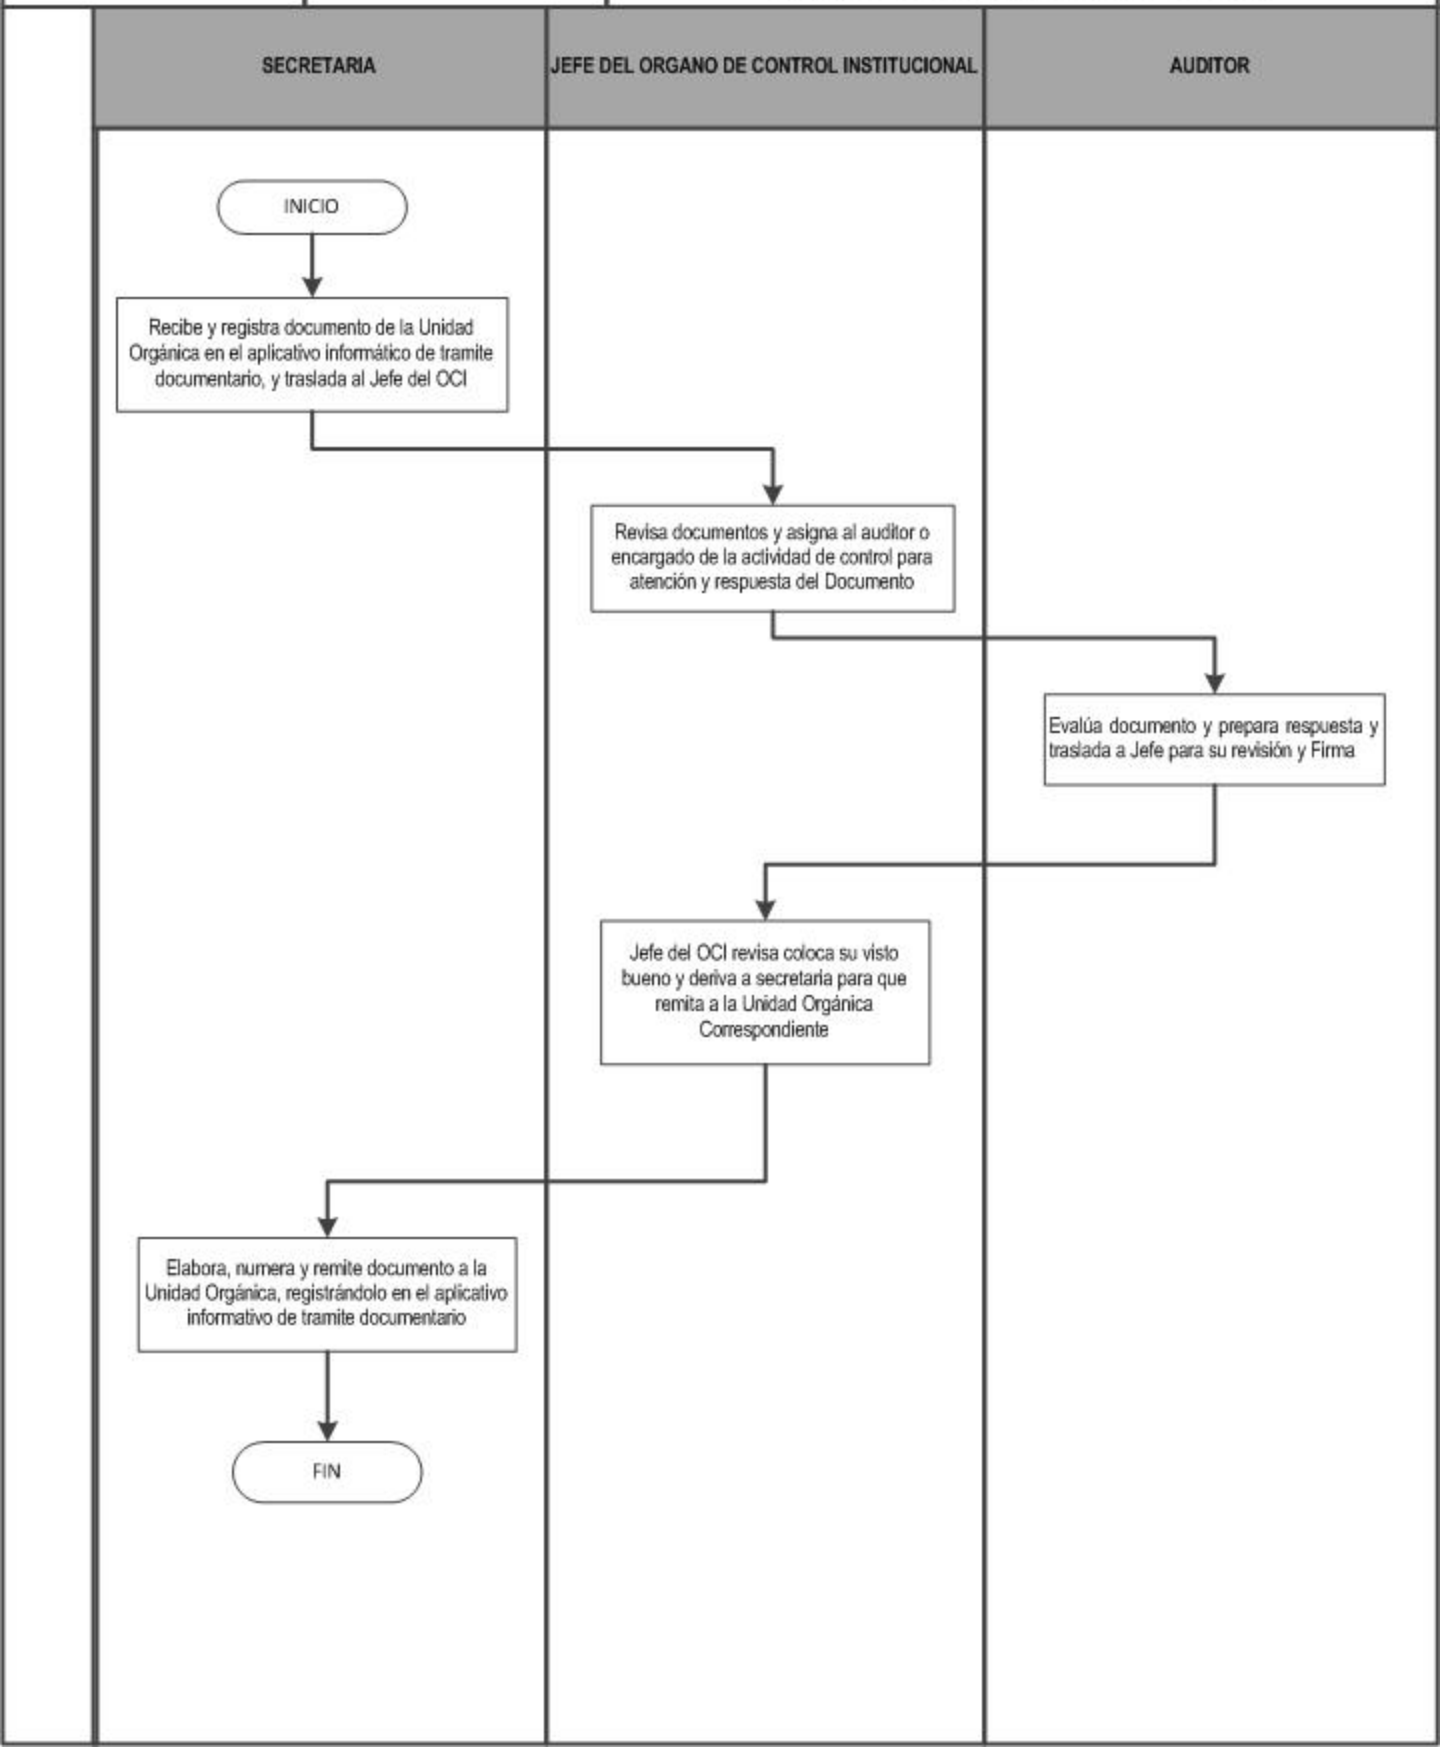 SECRETARIA
JEFE DEL ORGANO DE CONTROL INSTITUCIONAL
AUDITOR
INICIO
Recibe y registra documento de la Unidad
Orgánica en el aplicativo informático de tramite
documentario, y traslada al Jefe del OCI
Revisa documentos y asigna al auditor o
encargado de la actividad de control para
atención y respuesta del Documento
Evalúa documento y prepara respuesta y
traslada a Jefe para su revisión y Firma
Jefe del OCI revisa coloca su visto
bueno y deriva a secretaria para que
remita a la Unidad Orgánica
Correspondiente
Elabora, numera y remite documento a la
Unidad Orgánica, registrándolo en el aplicativo
informativo de tramite documentario
FIN